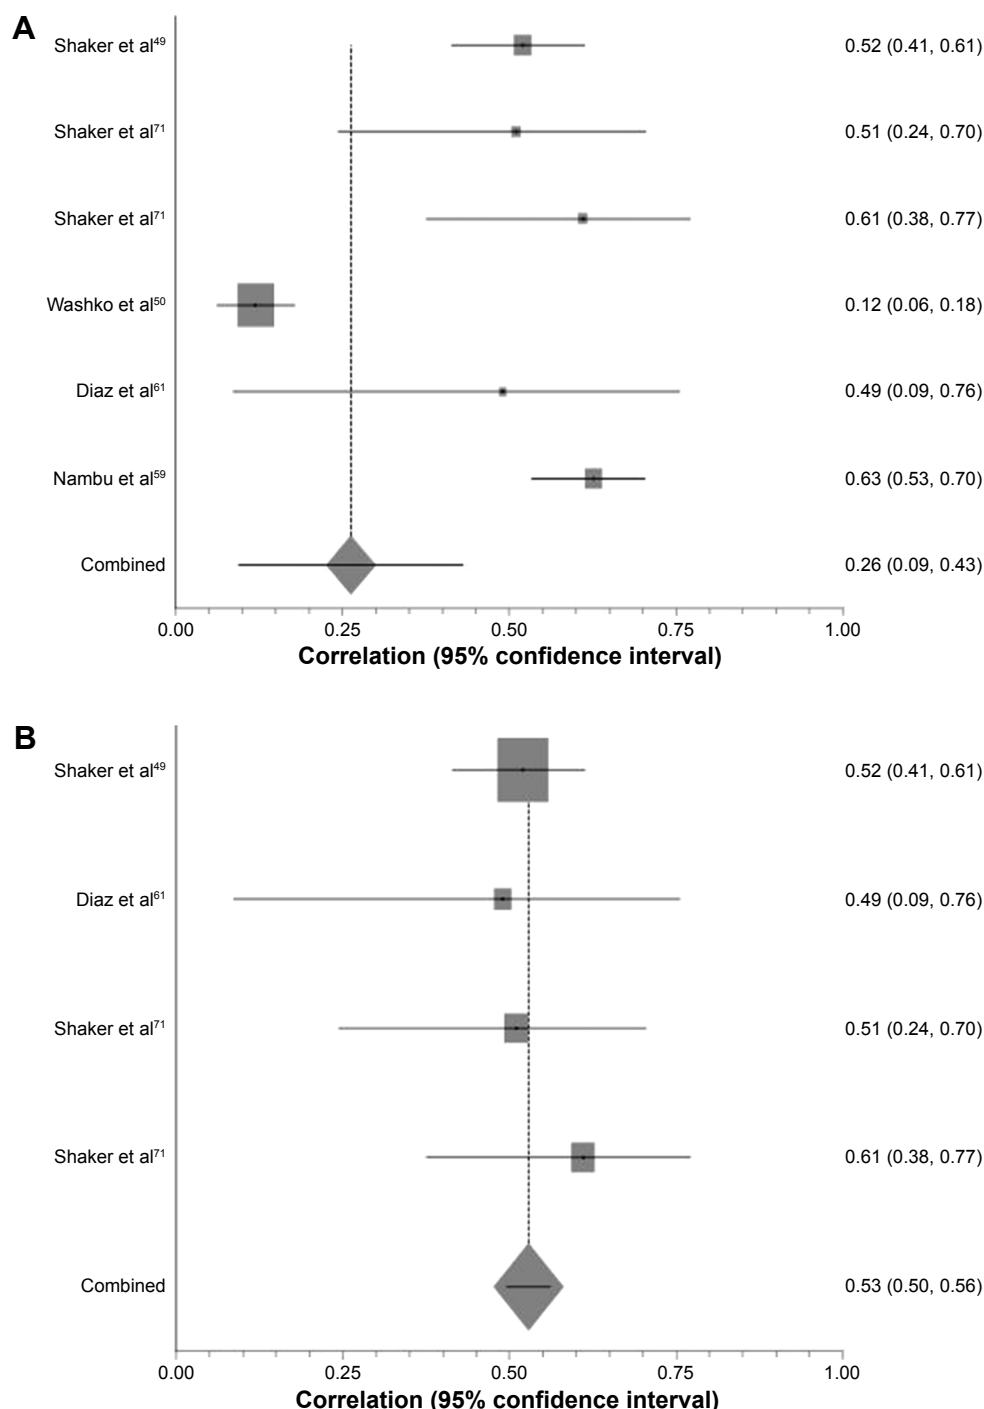 A
Shaker et al49 0.52 (0.41, 0.61)
Shaker et al71 0.51 (0.24, 0.70)
Shaker et al71 0.61 (0.38, 0.77)
Washko et al50 0.12 (0.06, 0.18)
Diaz et al61 0.49 (0.09, 0.76)
Nambu et al59 0.63 (0.53, 0.70)
Combined 0.26 (0.09, 0.43)
0.00 0.25 0.50 0.75 1.00
Correlation (95% confidence interval)
B
Shaker et al49 0.52 (0.41, 0.61)
Diaz et al61 0.49 (0.09, 0.76)
Shaker et al71 0.51 (0.24, 0.70)
Shaker et al71 0.61 (0.38, 0.77)
Combined 0.53 (0.50, 0.56)
0.00 0.25 0.50 0.75 1.00
Correlation (95% confidence interval)